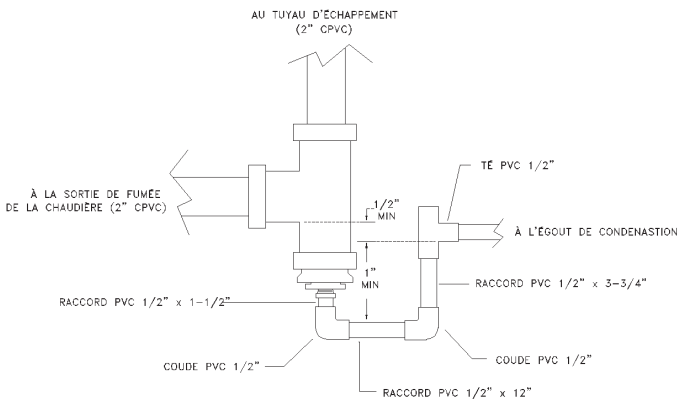 AU TUYAU D'ÉCHAPPEMENT
(2" CPVC)
TÉ PVC 1/2"
À LA SORTIE DE FUMÉE
DE LA CHAUDIÈRE (2" CPVC)
1/2"
MIN
À L'ÉGOUT DE CONDENASTION
1"
MIN
RACCORD PVC 1/2" x 3-3/4"
RACCORD PVC 1/2" x 1-1/2"
COUDE PVC 1/2"
COUDE PVC 1/2"
RACCORD PVC 1/2" x 12"